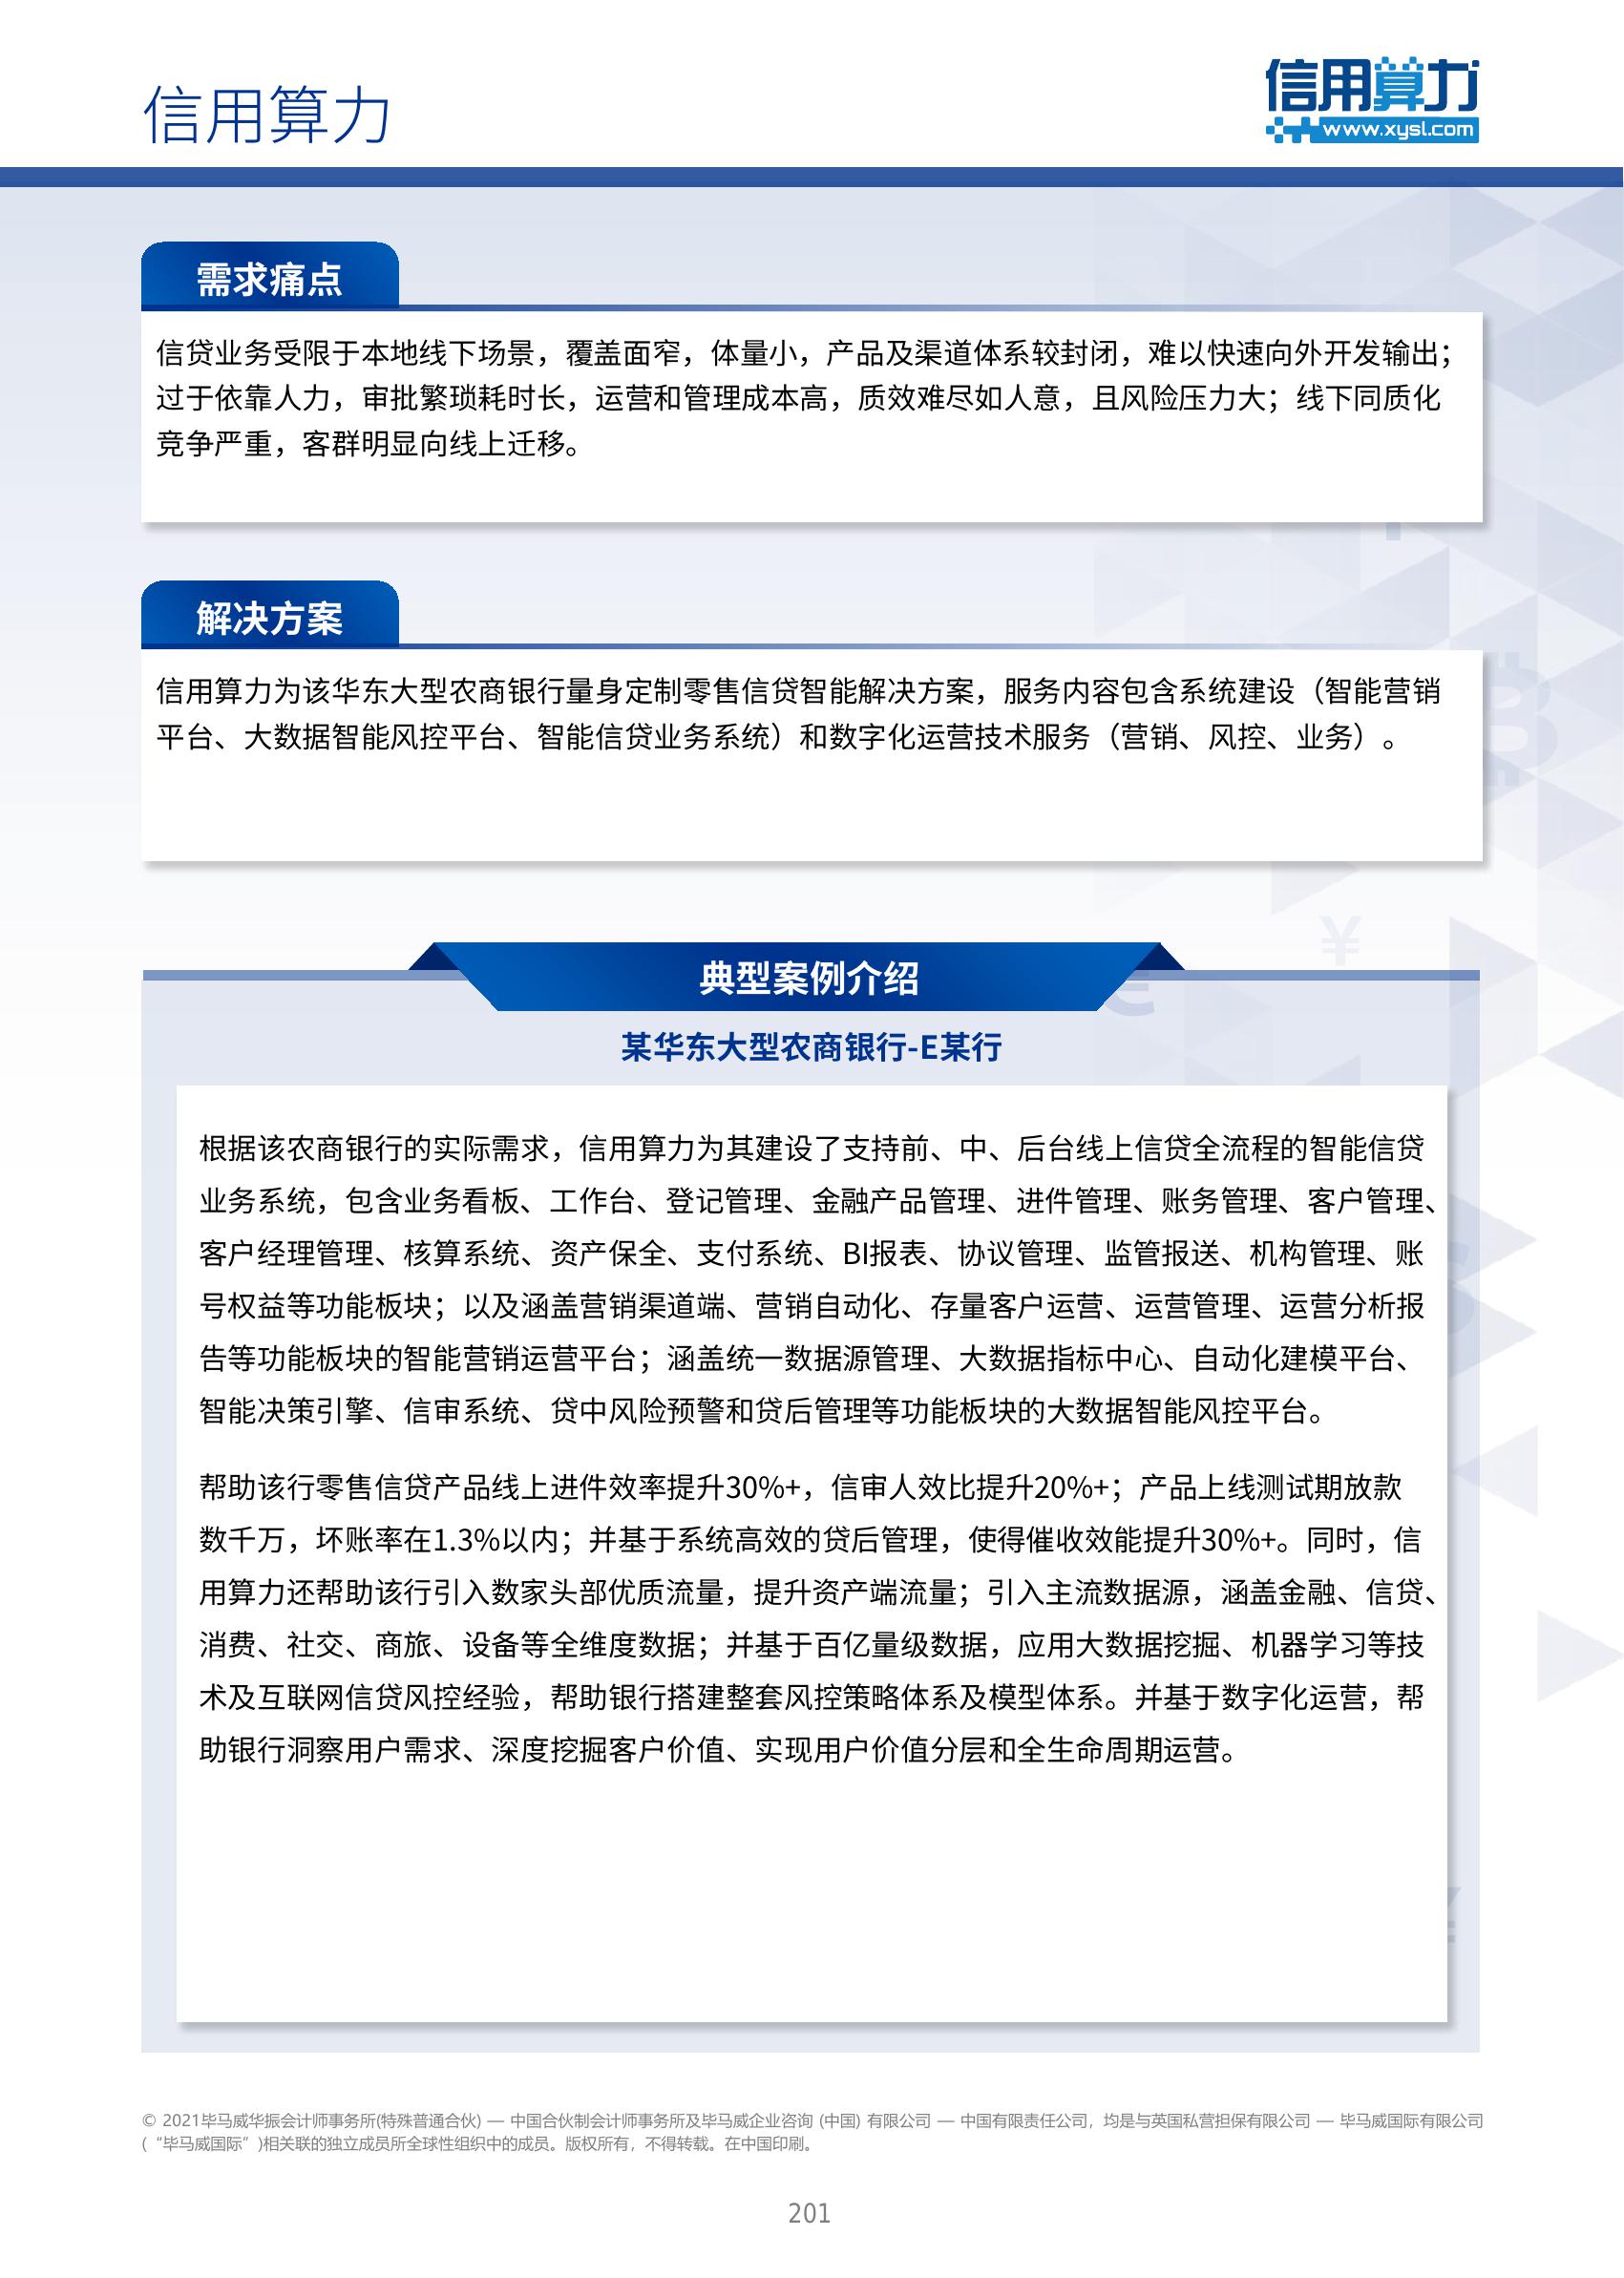 信用算力
信用算力
www.xysl.com
需求痛点
信贷业务受限于本地线下场景，覆盖面窄，体量小，产品及渠道体系较封闭，难以快速向外开发输出；
过于依靠人力，审批繁琐耗时长，运营和管理成本高，质效难尽如人意，且风险压力大；线下同质化
竞争严重，客群明显向线上迁移。
解决方案
信用算力为该华东大型农商银行量身定制零售信贷智能解决方案，服务内容包含系统建设（智能营销
平台、大数据智能风控平台、智能信贷业务系统）和数字化运营技术服务（营销、风控、业务）。
典型案例介绍
某华东大型农商银行-E某行
根据该农商银行的实际需求，信用算力为其建设了支持前、中、后台线上信贷全流程的智能信贷
业务系统，包含业务看板、工作台、登记管理、金融产品管理、进件管理、账务管理、客户管理、
客户经理管理、核算系统、资产保全、支付系统、BI报表、协议管理、监管报送、机构管理、账
号权益等功能板块；以及涵盖营销渠道端、营销自动化、存量客户运营、运营管理、运营分析报
告等功能板块的智能营销运营平台；涵盖统一数据源管理、大数据指标中心、自动化建模平台、
智能决策引擎、信审系统、贷中风险预警和贷后管理等功能板块的大数据智能风控平台。
帮助该行零售信贷产品线上进件效率提升30%+，信审人效比提升20%+；产品上线测试期放款
数千万，坏账率在1.3%以内；并基于系统高效的贷后管理，使得催收效能提升30%+。同时，信
用算力还帮助该行引入数家头部优质流量，提升资产端流量；引入主流数据源，涵盖金融、信贷、
消费、社交、商旅、设备等全维度数据；并基于百亿量级数据，应用大数据挖掘、机器学习等技
术及互联网信贷风控经验，帮助银行搭建整套风控策略体系及模型体系。并基于数字化运营，帮
助银行洞察用户需求、深度挖掘客户价值、实现用户价值分层和全生命周期运营。
© 2021毕马威华振会计师事务所(特殊普通合伙) — 中国合伙制会计师事务所及毕马威企业咨询 (中国) 有限公司 — 中国有限责任公司，均是与英国私营担保有限公司 — 毕马威国际有限公司
(“毕马威国际”)相关联的独立成员所全球性组织中的成员。版权所有，不得转载。在中国印刷。
201